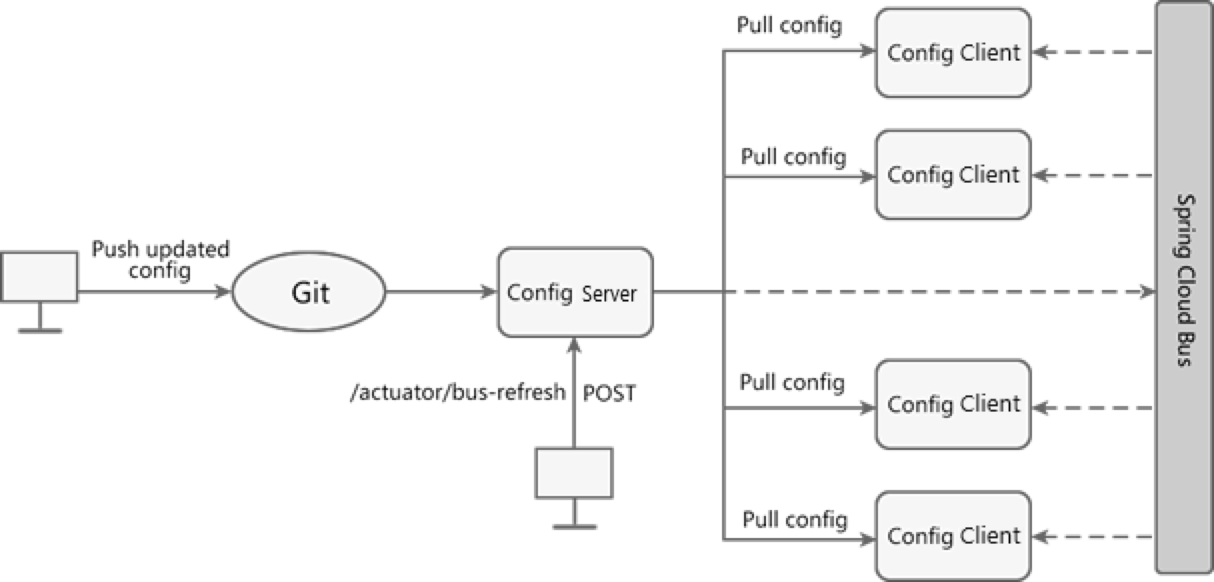 Push updated
config
Git
Config Server
/actuator/bus-refresh
POST
Pull config
Config Client
Pull config
Config Client
Pull config
Config Client
Pull config
Config Client
Spring Cloud Bus